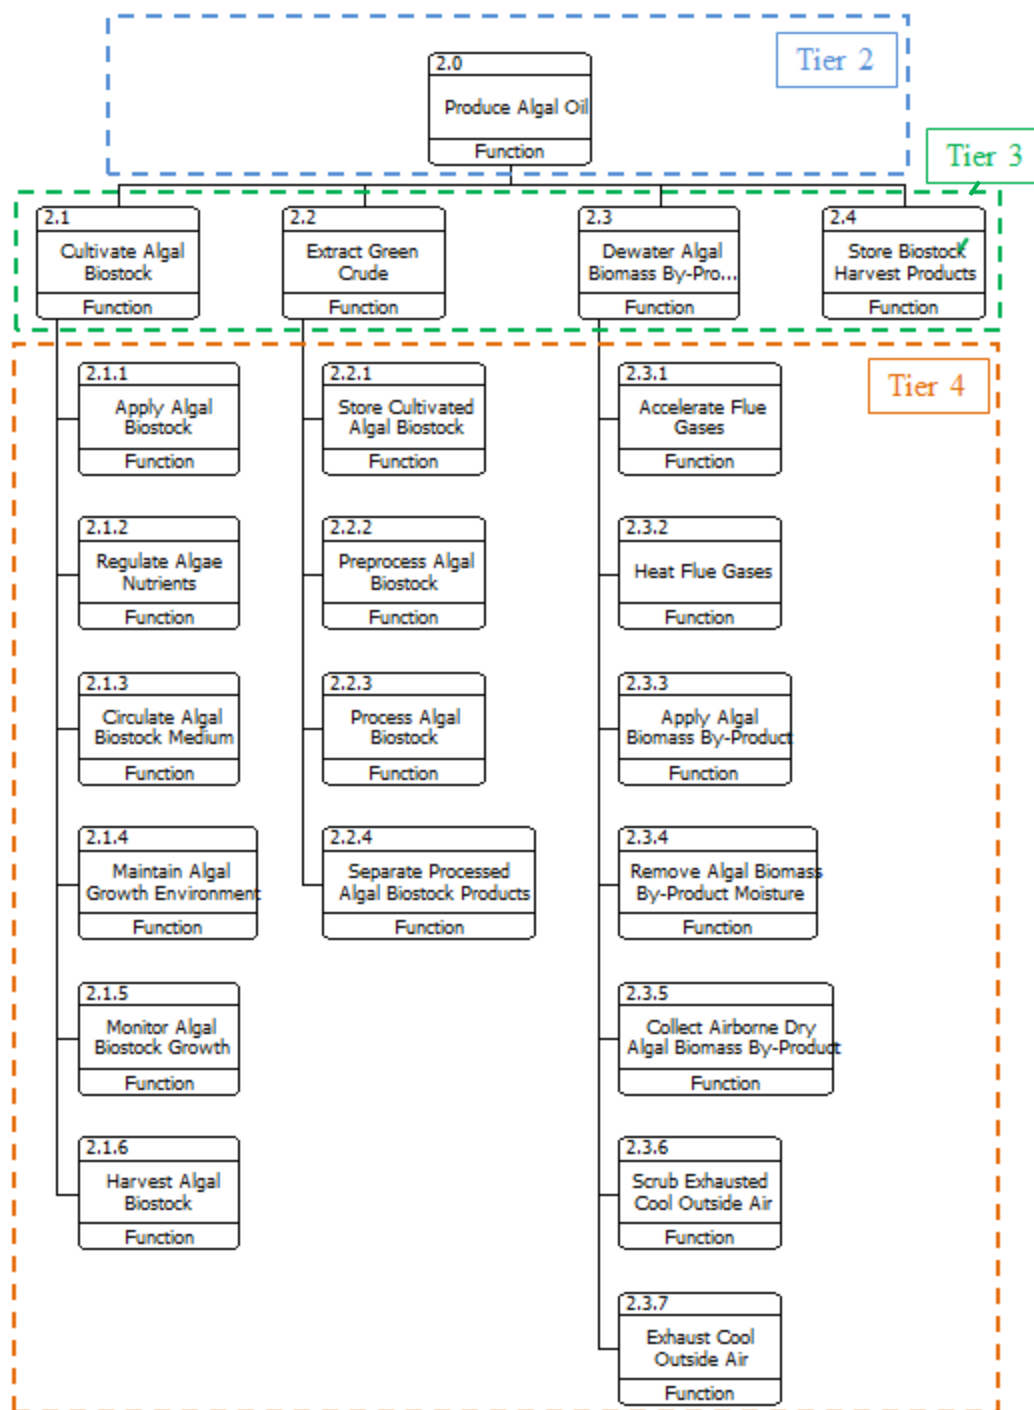 Tier 2
2.0
Produce Algal Oil
Function
Tier 3
2.1
Cultivate Algal
Biostock
Function
2.2
Extract Green
Crude
Function
2.3
Dewater Algal
Biomass By-Pro...
Function
2.4
Store Biostock
Harvest Products
Function
Tier 4
2.1.1
Apply Algal
Biostock
Function
2.1.2
Regulate Algae
Nutrients
Function
2.1.3
Circulate Algal
Biostock Medium
Function
2.1.4
Maintain Algal
Growth Environment
Function
2.1.5
Monitor Algal
Biostock Growth
Function
2.1.6
Harvest Algal
Biostock
Function
2.2.1
Store Cultivated
Algal Biostock
Function
2.2.2
Preprocess Algal
Biostock
Function
2.2.3
Process Algal
Biostock
Function
2.2.4
Separate Processed
Algal Biostock Products
Function
2.3.1
Accelerate Flue
Gases
Function
2.3.2
Heat Flue Gases
Function
2.3.3
Apply Algal
Biomass By-Product
Function
2.3.4
Remove Algal Biomass
By-Product Moisture
Function
2.3.5
Collect Airborne Dry
Algal Biomass By-Product
Function
2.3.6
Scrub Exhausted
Cool Outside Air
Function
2.3.7
Exhaust Cool
Outside Air
Function